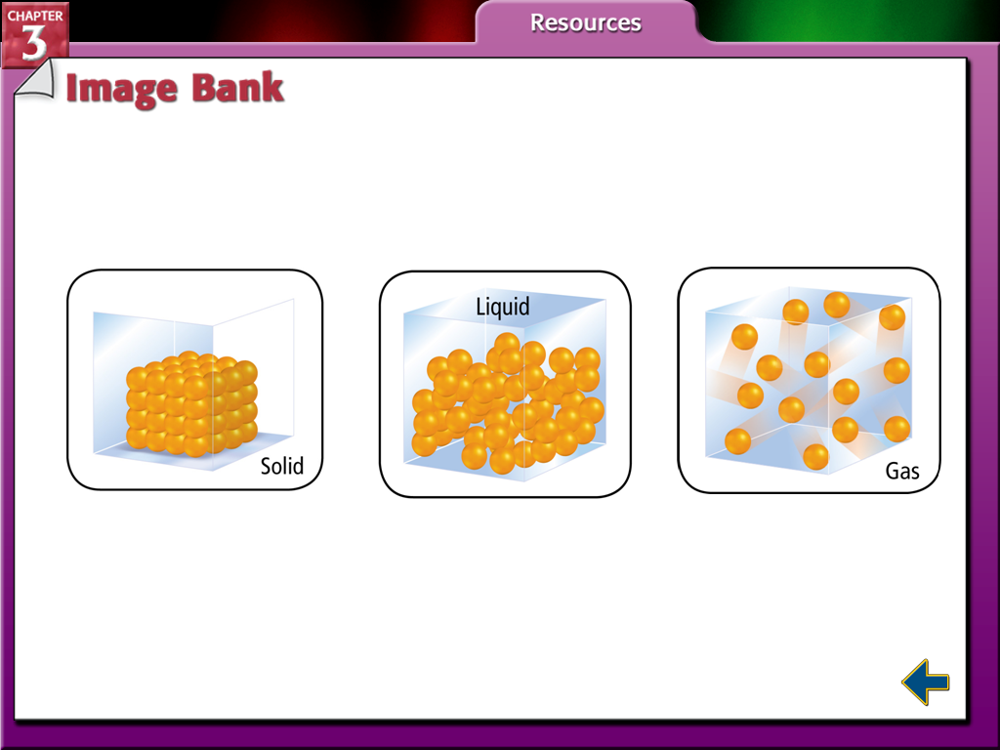 CHAPTER
3
Resources
Image Bank
Solid
Liquid
Gas